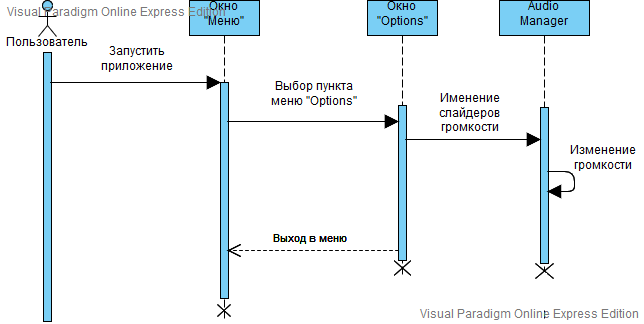 Visual Paradigm Online Express Edition
Окно
"Меню"
Окно
"Options"
Audio
Manager
Пользователь
Запустить
приложение
Выбор пункта
меню "Options"
Именение
слайдеров
громкости
Изменение
громкости
Выход в меню
Visual Paradigm Online Express Edition